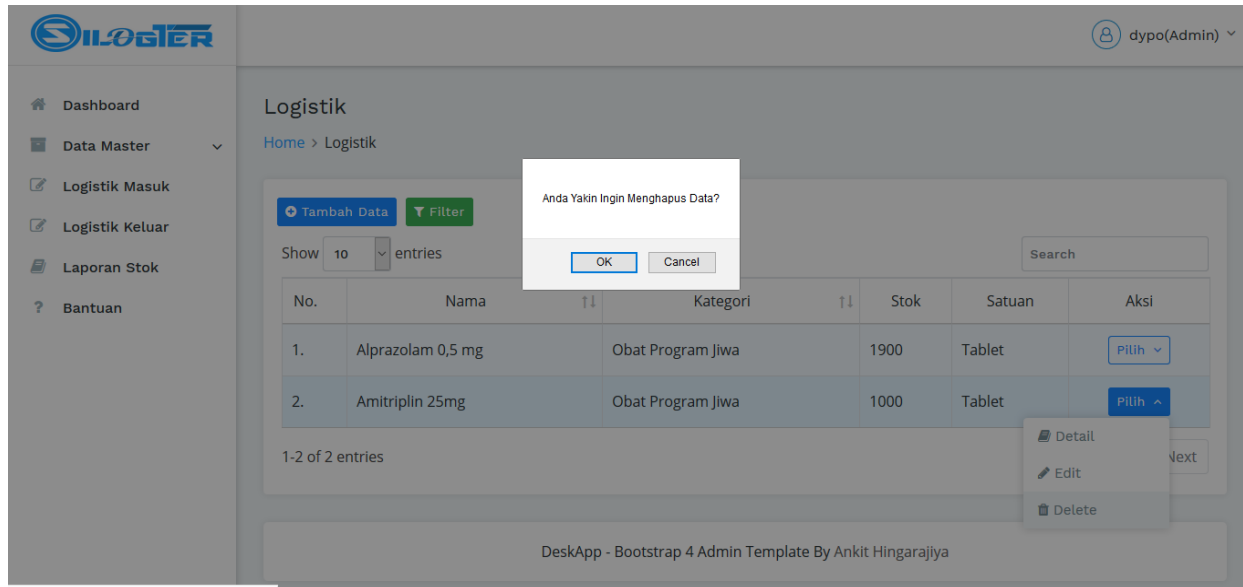 SILOGTER
dypo(Admin)
Dashboard
Data Master
Logistik Masuk
Logistik Keluar
Laporan Stok
Bantuan
Logistik
Home > Logistik
Anda Yakin Ingin Menghapus Data?
OK Cancel
Tambah Data Filter
Show 10 entries Search
No. Nama Kategori Stok Satuan Aksi
1. Alprazolam 0,5 mg Obat Program Jiwa 1900 Tablet Pilih
2. Amitriplin 25mg Obat Program Jiwa 1000 Tablet Pilih
Detail
Edit
Delete
1-2 of 2 entries Next
DeskApp - Bootstrap 4 Admin Template By Ankit Hingarajiya